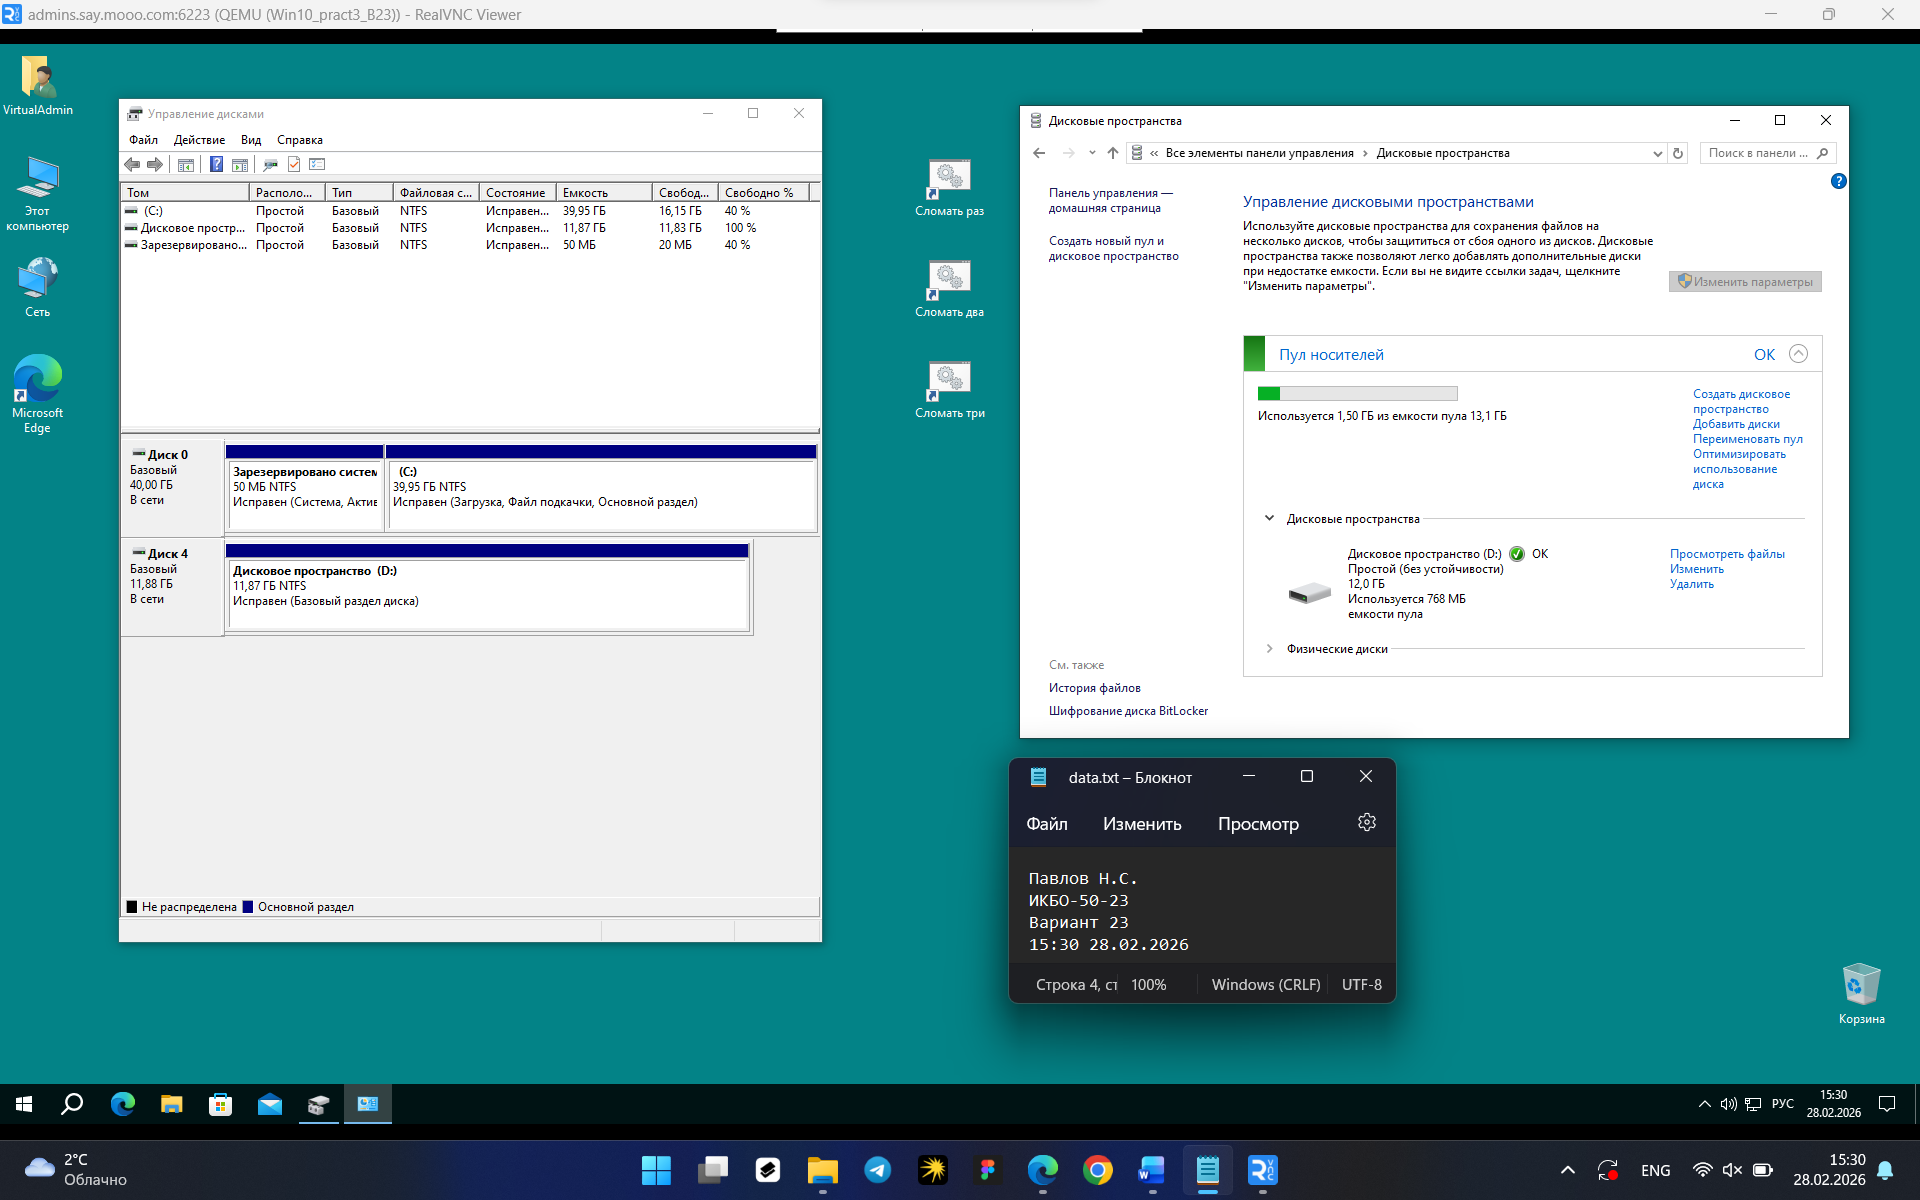 admins.say.mooo.com:6223 (QEMU (Win10_pract3_B23)) - RealVNC Viewer
VirtualAdmin
Этот
компьютер
Сеть
Microsoft
Edge
Управление дисками
Файл Действие Вид Справка
Том Располо... Тип Файловая с... Состояние Емкость Свобод... Свободно %
(C:) Простой Базовый NTFS Исправен... 39,95 ГБ 16,15 ГБ 40 %
Дисковое простр... Простой Базовый NTFS Исправен... 11,87 ГБ 11,83 ГБ 100 %
Зарезервировано... Простой Базовый NTFS Исправен... 50 МБ 20 МБ 40 %
Диск 0
Базовый
40,00 ГБ
В сети
Зарезервировано систем
50 МБ NTFS
Исправен (Система, Актив
(C:)
39,95 ГБ NTFS
Исправен (Загрузка, Файл подкачки, Основной раздел)
Диск 4
Базовый
11,88 ГБ
В сети
Дисковое пространство (D:)
11,87 ГБ NTFS
Исправен (Базовый раздел диска)
Не распределена Основной раздел
Сломать раз
Сломать два
Сломать три
Дисковые пространства
« Все элементы панели управления › Дисковые пространства
Поиск в панели ...
Панель управления —
домашняя страница
Создать новый пул и
дисковое пространство
Управление дисковыми пространствами
Используйте дисковые пространства для сохранения файлов на
несколько дисков, чтобы защититься от сбоя одного из дисков. Дисковые
пространства также позволяют легко добавлять дополнительные диски
при недостатке емкости. Если вы не видите ссылки задач, щелкните
"Изменить параметры".
Изменить параметры
Пул носителей OK
Используется 1,50 ГБ из емкости пула 13,1 ГБ
Создать дисковое
пространство
Добавить диски
Переименовать пул
Оптимизировать
использование
диска
Дисковые пространства
Дисковое пространство (D:) OK
Простой (без устойчивости)
12,0 ГБ
Используется 768 МБ
емкости пула
Просмотреть файлы
Изменить
Удалить
Физические диски
См. также
История файлов
Шифрование диска BitLocker
data.txt – Блокнот
Файл Изменить Просмотр
Павлов Н.С.
ИКБО-50-23
Вариант 23
15:30 28.02.2026
Строка 4, ст 100% Windows (CRLF) UTF-8
Корзина
РУС
15:30
28.02.2026
2°C
Облачно
ENG
15:30
28.02.2026